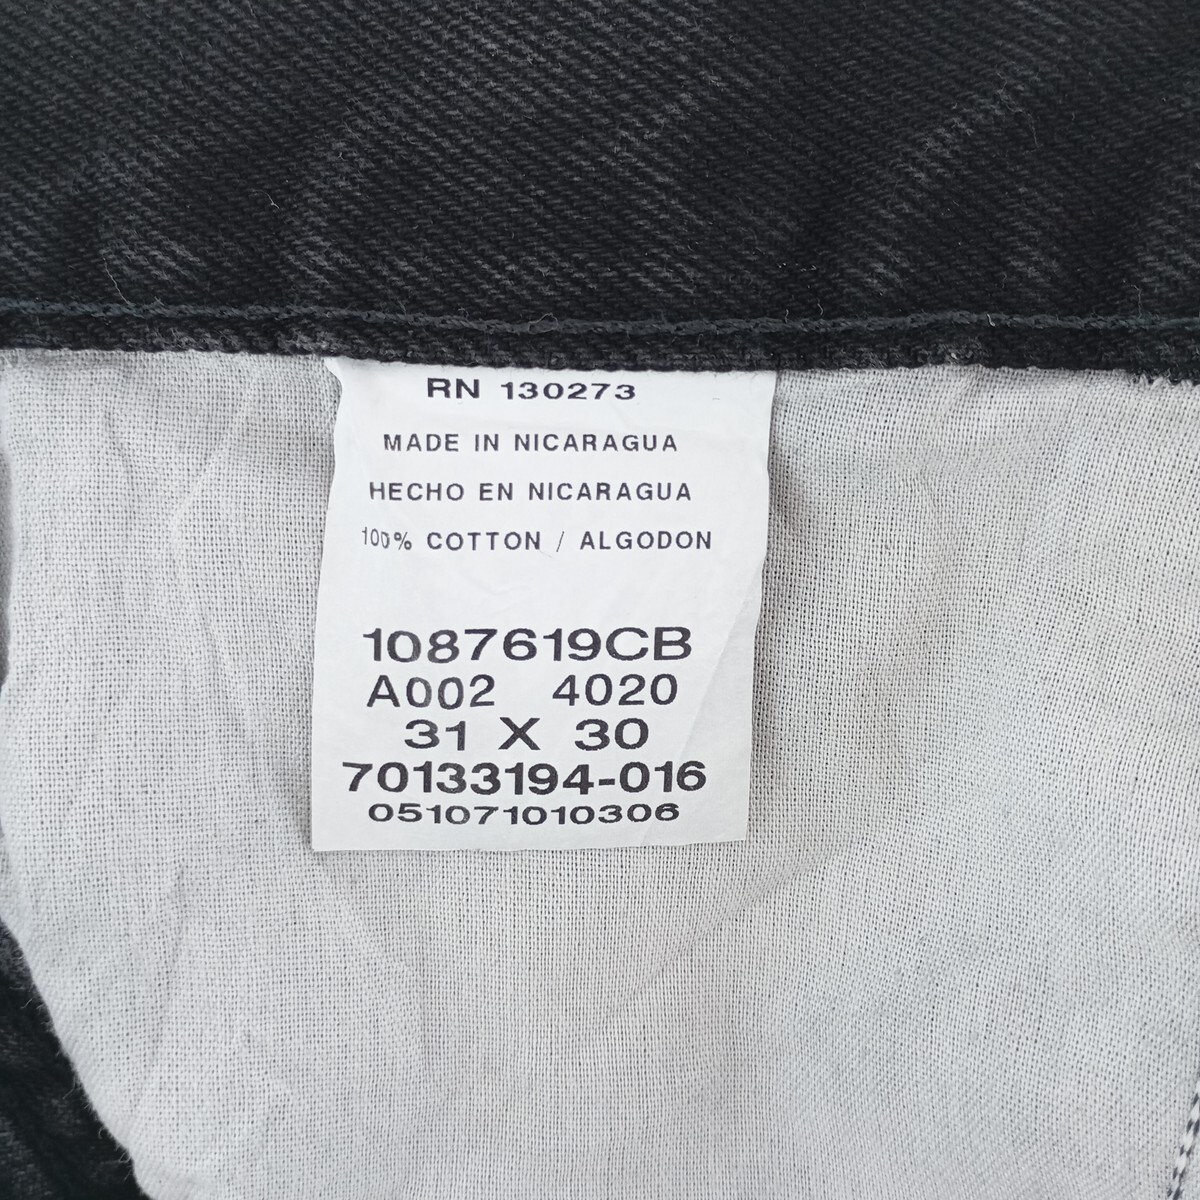 RN 130273
MADE IN NICARAGUA
HECHO EN NICARAGUA
100% COTTON / ALGODON
1087619CB
A002 4020
31 X 30
70133194-016
051071010306